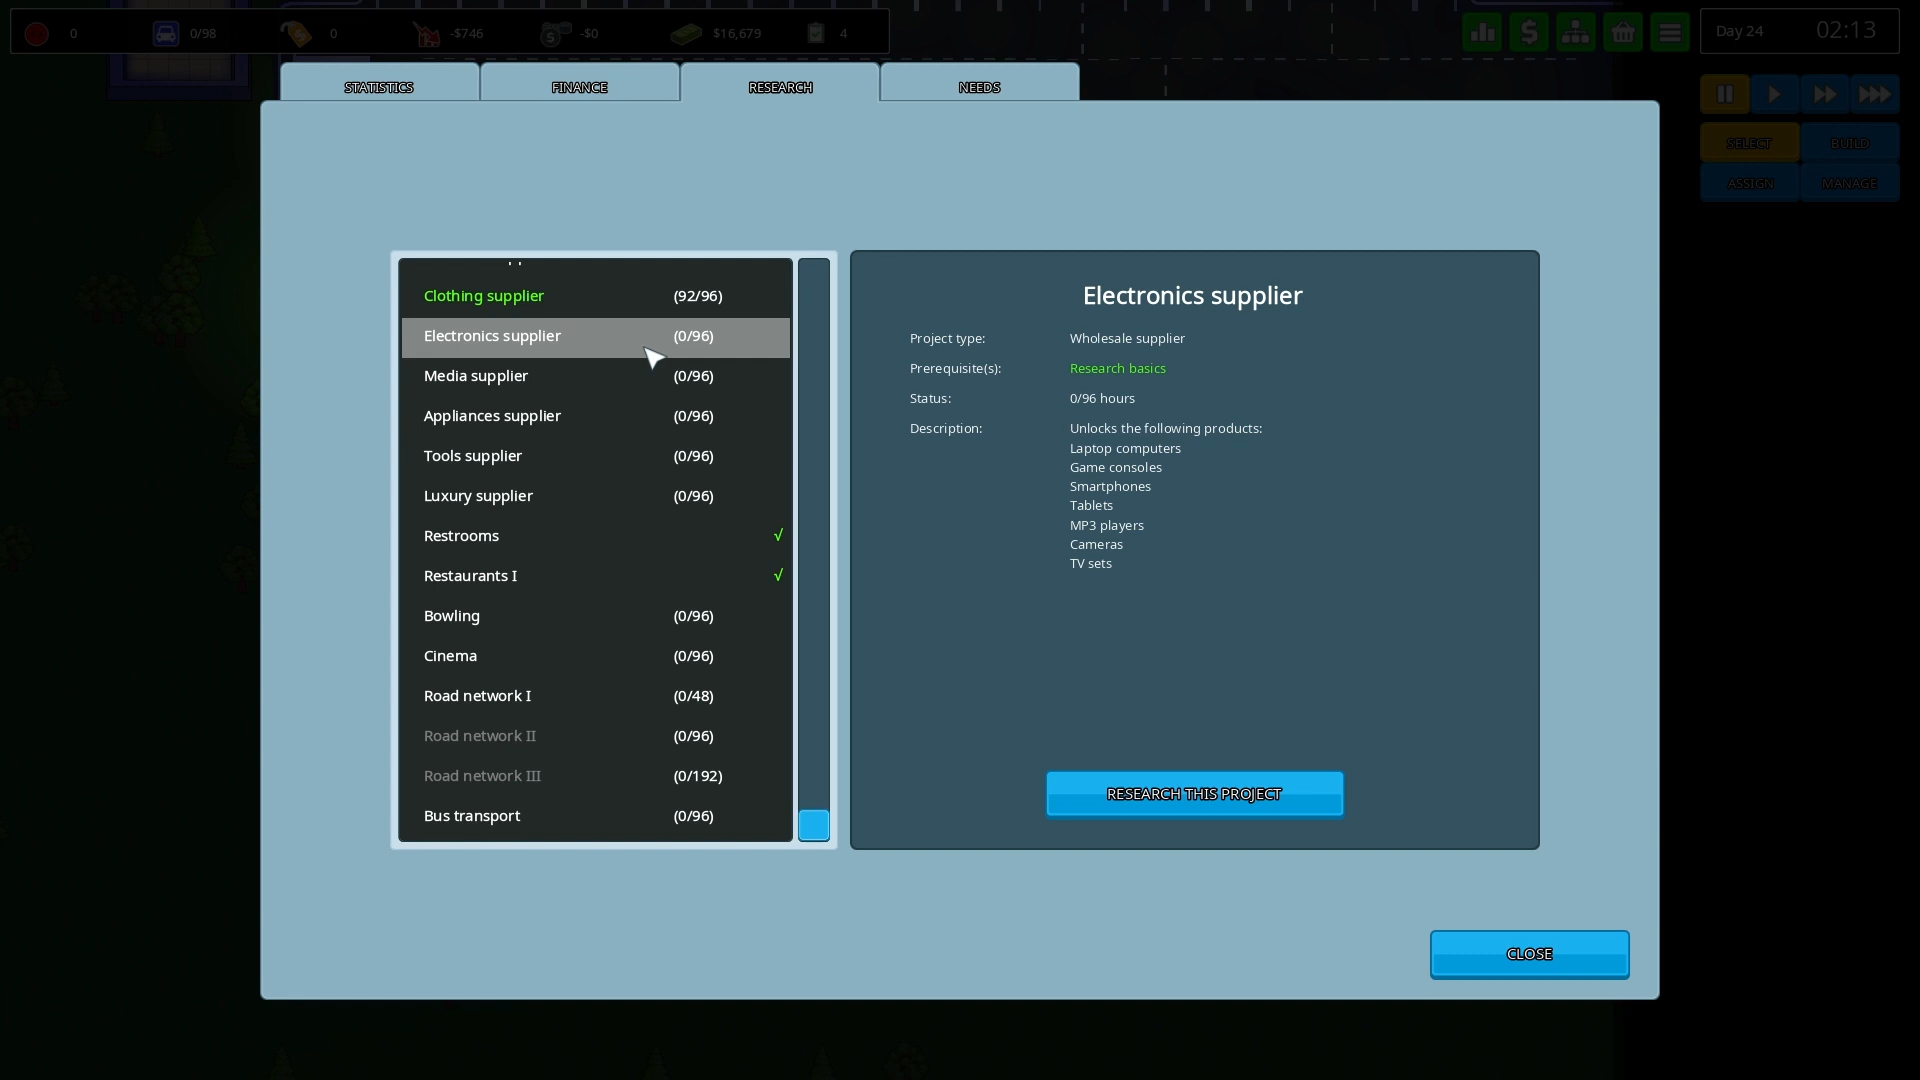 0 0/98 0 -$746 -$0 $16,679 4
Day 24 02:13
STATISTICS FINANCE RESEARCH NEEDS
SELECT BUILD
ASSIGN MANAGE
Clothing supplier (92/96)
Electronics supplier (0/96)
Media supplier (0/96)
Appliances supplier (0/96)
Tools supplier (0/96)
Luxury supplier (0/96)
Restrooms √
Restaurants I √
Bowling (0/96)
Cinema (0/96)
Road network I (0/48)
Road network II (0/96)
Road network III (0/192)
Bus transport (0/96)
Electronics supplier
Project type: Wholesale supplier
Prerequisite(s): Research basics
Status: 0/96 hours
Description: Unlocks the following products:
Laptop computers
Game consoles
Smartphones
Tablets
MP3 players
Cameras
TV sets
RESEARCH THIS PROJECT
CLOSE